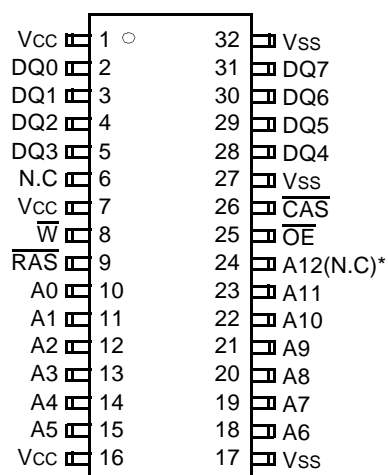 Vcc 1 32 Vss
DQ0 2 31 DQ7
DQ1 3 30 DQ6
DQ2 4 29 DQ5
DQ3 5 28 DQ4
N.C 6 27 Vss
Vcc 7 26 C̅A̅S̅
W̅ 8 25 O̅E̅
R̅A̅S̅ 9 24 A12(N.C)*
A0 10 23 A11
A1 11 22 A10
A2 12 21 A9
A3 13 20 A8
A4 14 19 A7
A5 15 18 A6
Vcc 16 17 Vss